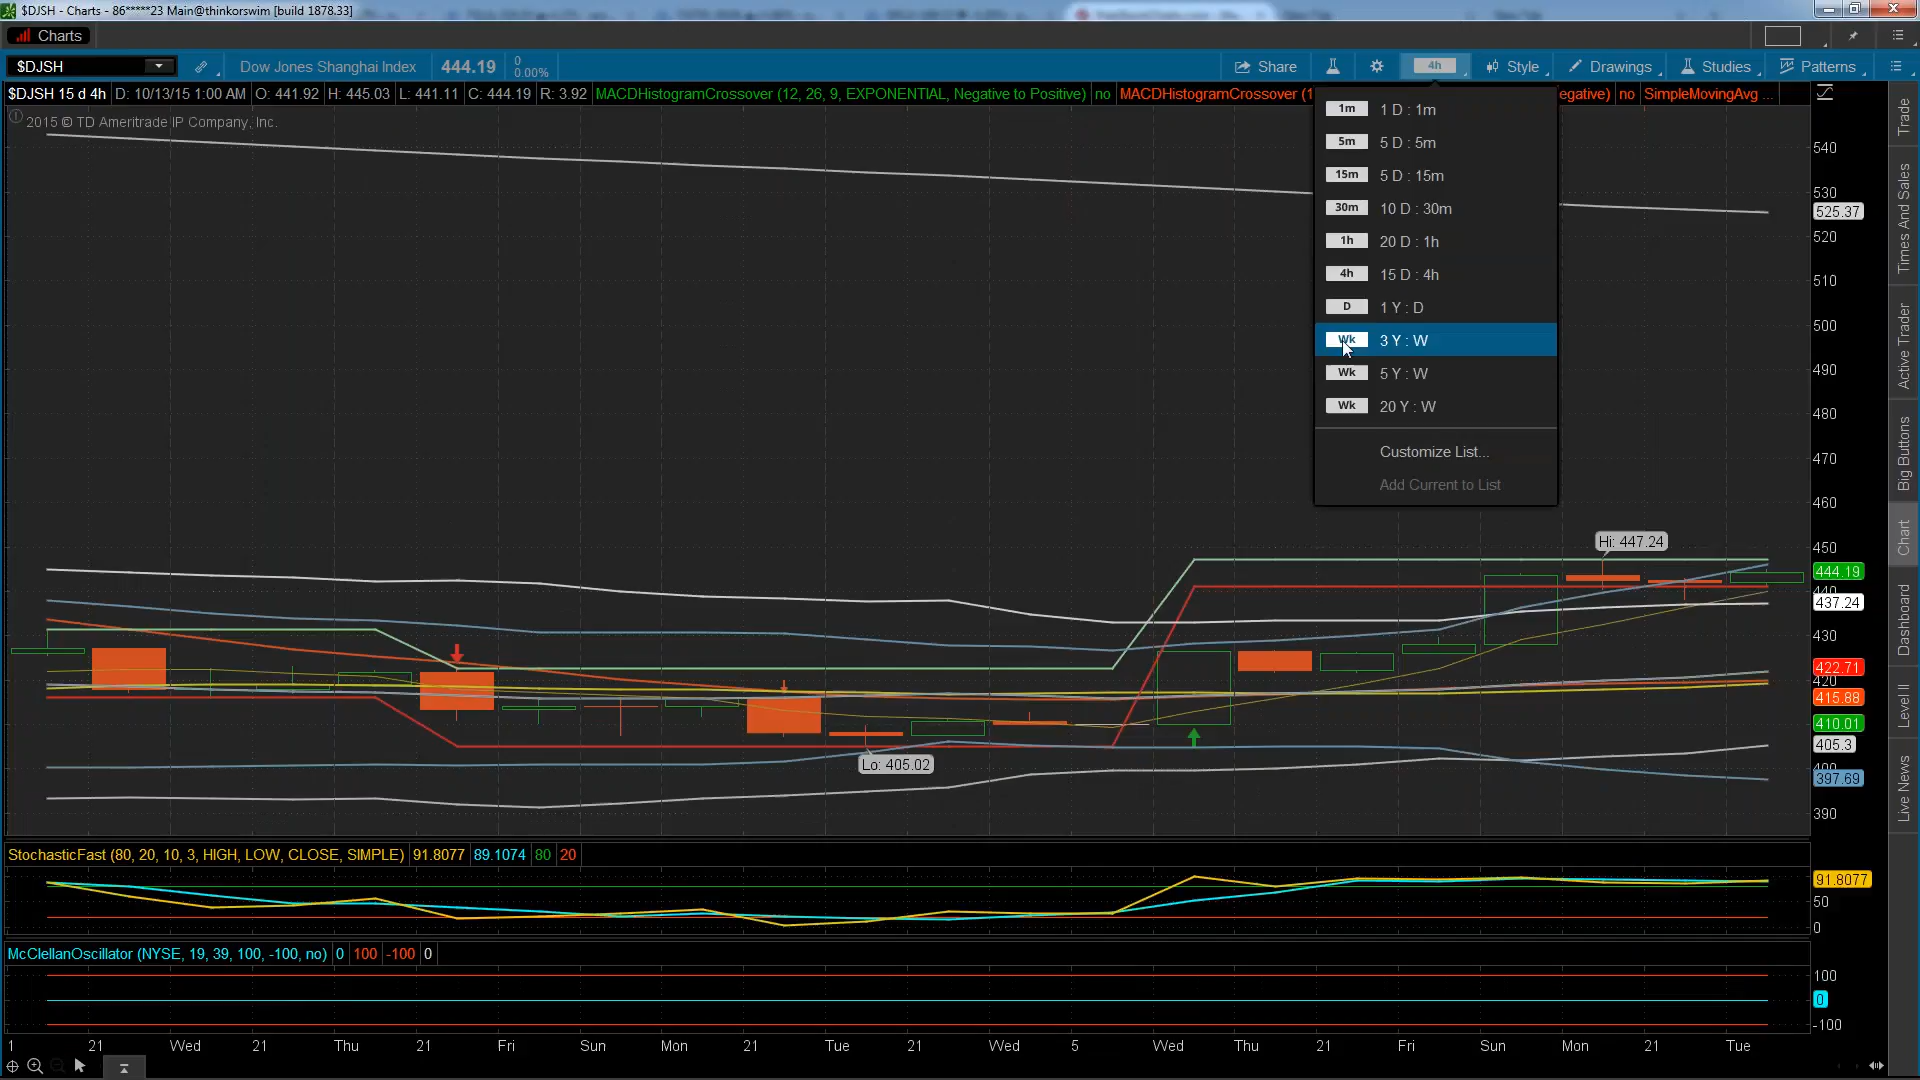 $DJSH - Charts - 86*****23 Main@thinkorswim [build 1878.33]
Charts
$DJSH Dow Jones Shanghai Index 444.19 0 0.00% Share 4h Style Drawings Studies Patterns
$DJSH 15 d 4h D: 10/13/15 1:00 AM O: 441.92 H: 445.03 L: 441.11 C: 444.19 R: 3.92 MACDHistogramCrossover (12, 26, 9, EXPONENTIAL, Negative to Positive) no MACDHistogramCrossover (1 egative) no SimpleMovingAvg ...
2015 © TD Ameritrade IP Company, Inc.
1m 1 D : 1m
5m 5 D : 5m
15m 5 D : 15m
30m 10 D : 30m
1h 20 D : 1h
4h 15 D : 4h
D 1 Y : D
Wk 3 Y : W
Wk 5 Y : W
Wk 20 Y : W
Customize List...
Add Current to List
540
530
525.37
520
510
500
490
480
470
460
450
444.19
440
437.24
430
422.71
420
415.88
410.01
405.3
400
397.69
390
Hi: 447.24
Lo: 405.02
StochasticFast (80, 20, 10, 3, HIGH, LOW, CLOSE, SIMPLE) 91.8077 89.1074 80 20
91.8077
50
0
McClellanOscillator (NYSE, 19, 39, 100, -100, no) 0 100 -100 0
100
0
-100
1 21 Wed 21 Thu 21 Fri Sun Mon 21 Tue 21 Wed 5 Wed Thu 21 Fri Sun Mon 21 Tue
Trade
Times And Sales
Active Trader
Big Buttons
Chart
Dashboard
Level II
Live News